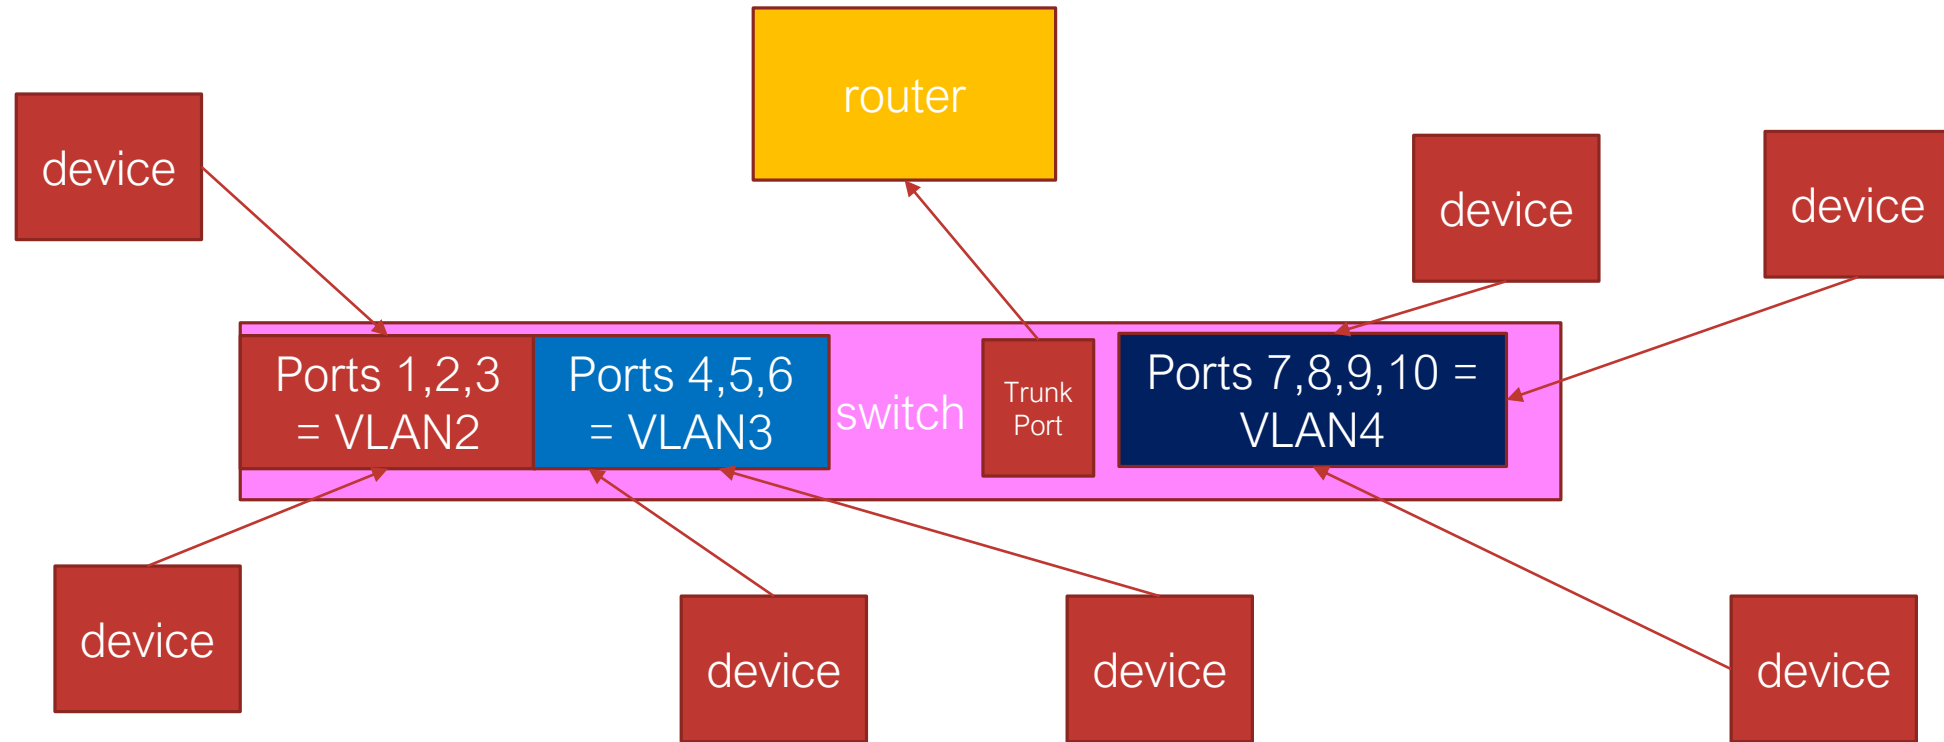 router
device
device
device
Ports 1,2,3
= VLAN2
Ports 4,5,6
= VLAN3
switch
Trunk
Port
Ports 7,8,9,10 =
VLAN4
device
device
device
device